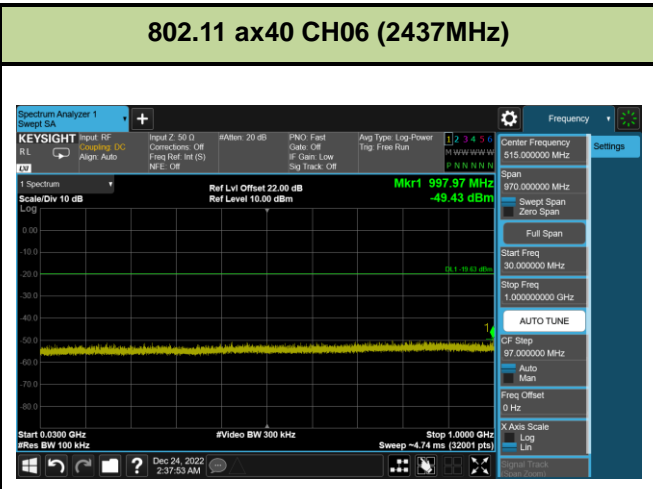 802.11 ax40 CH06 (2437MHz)
Spectrum Analyzer 1
Swept SA
+
Frequency
KEYSIGHT
RL
Input: RF
Coupling: DC
Align: Auto
Input Z: 50 Ω
Corrections: Off
Freq Ref: Int (S)
NFE: Off
#Atten: 20 dB
PNO: Fast
Gate: Off
IF Gain: Low
Sig Track: Off
Avg Type: Log-Power
Trig: Free Run
1 2 3 4 5 6
M W W W W W
P N N N N N
1 Spectrum
Scale/Div 10 dB
Log
Ref Lvl Offset 22.00 dB
Ref Level 10.00 dBm
Mkr1 997.97 MHz
-49.43 dBm
0.00
-10.0
-20.0
-30.0
-40.0
-50.0
-60.0
-70.0
-80.0
DL1 -19.63 dBm
1
Start 0.0300 GHz
#Res BW 100 kHz
#Video BW 300 kHz
Stop 1.0000 GHz
Sweep ~4.74 ms (32001 pts)
Center Frequency
515.000000 MHz
Settings
Span
970.000000 MHz
Swept Span
Zero Span
Full Span
Start Freq
30.000000 MHz
Stop Freq
1.000000000 GHz
AUTO TUNE
CF Step
97.000000 MHz
Auto
Man
Freq Offset
0 Hz
X Axis Scale
Log
Lin
Signal Track
(Span Zoom)
?
Dec 24, 2022
2:37:53 AM